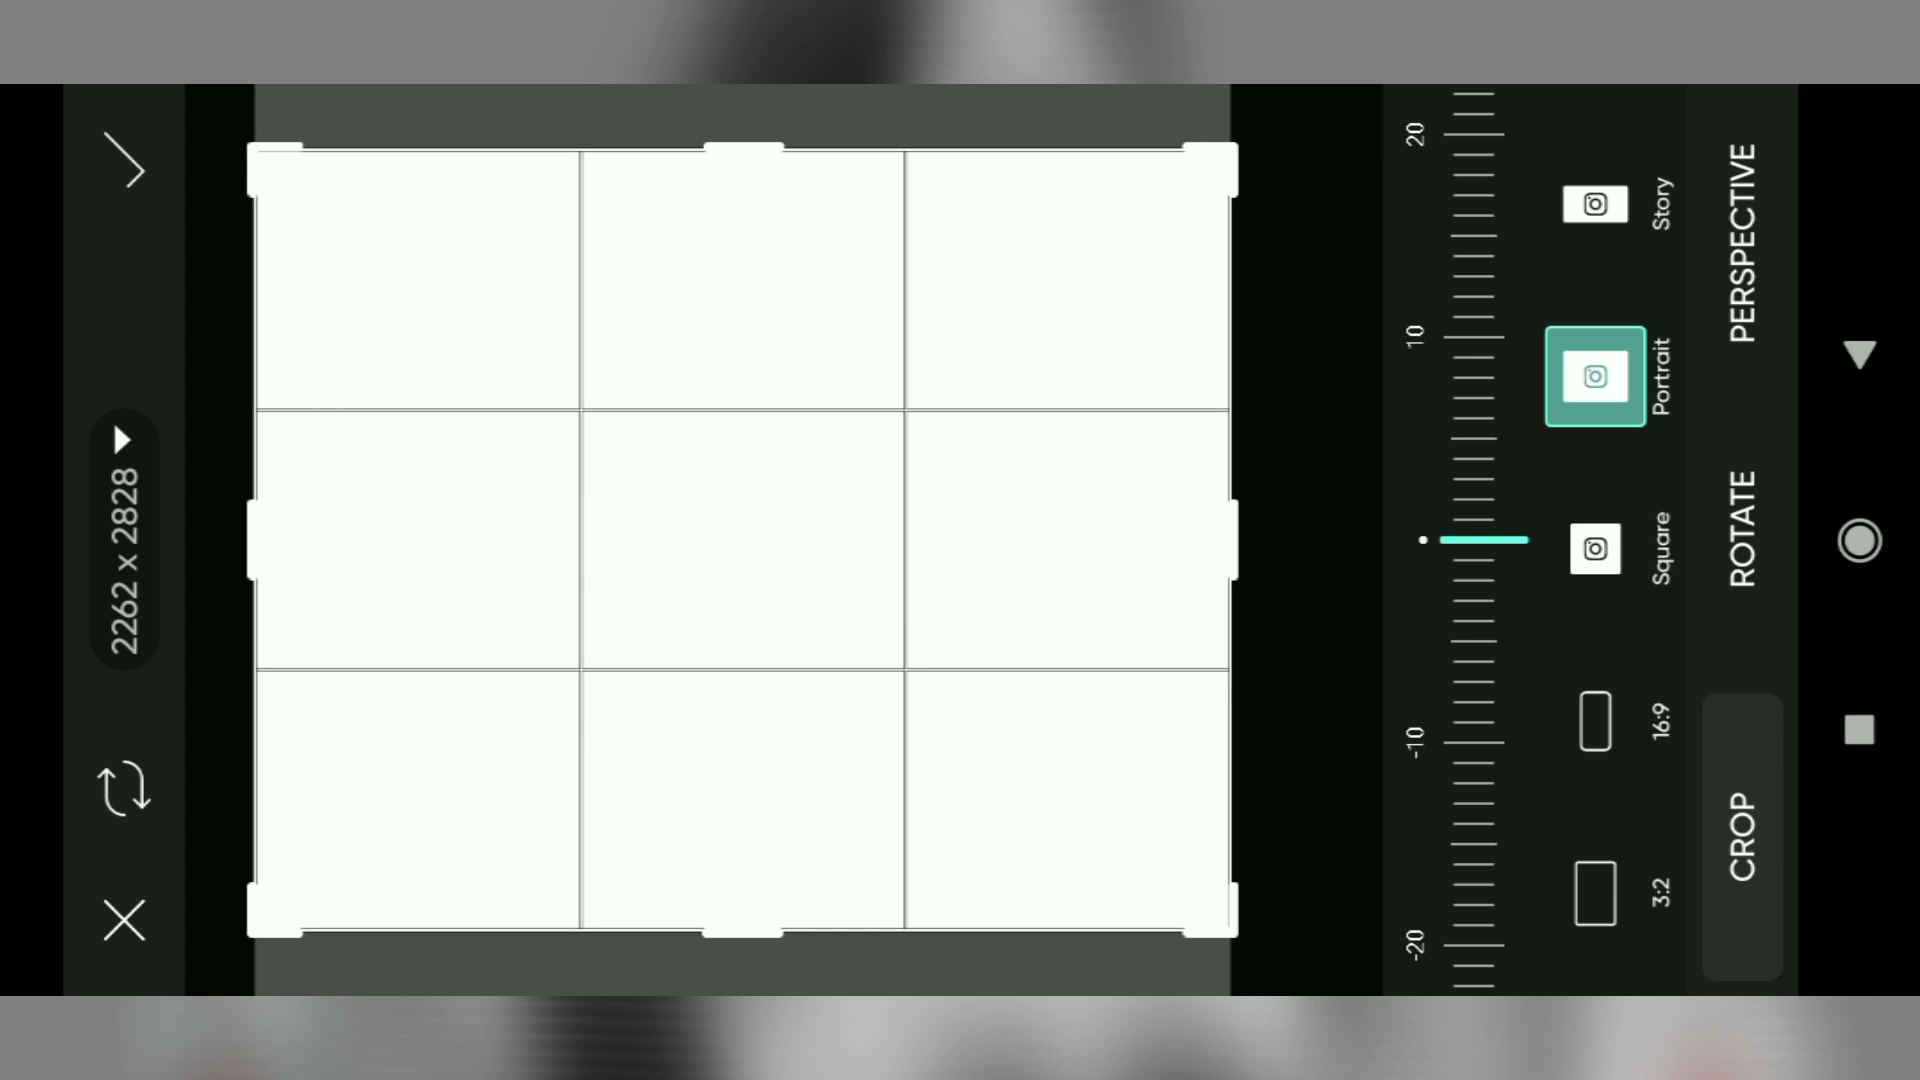 2262 x 2828
-20
-10
10
20
3:2
16:9
Square
Portrait
Story
CROP
ROTATE
PERSPECTIVE